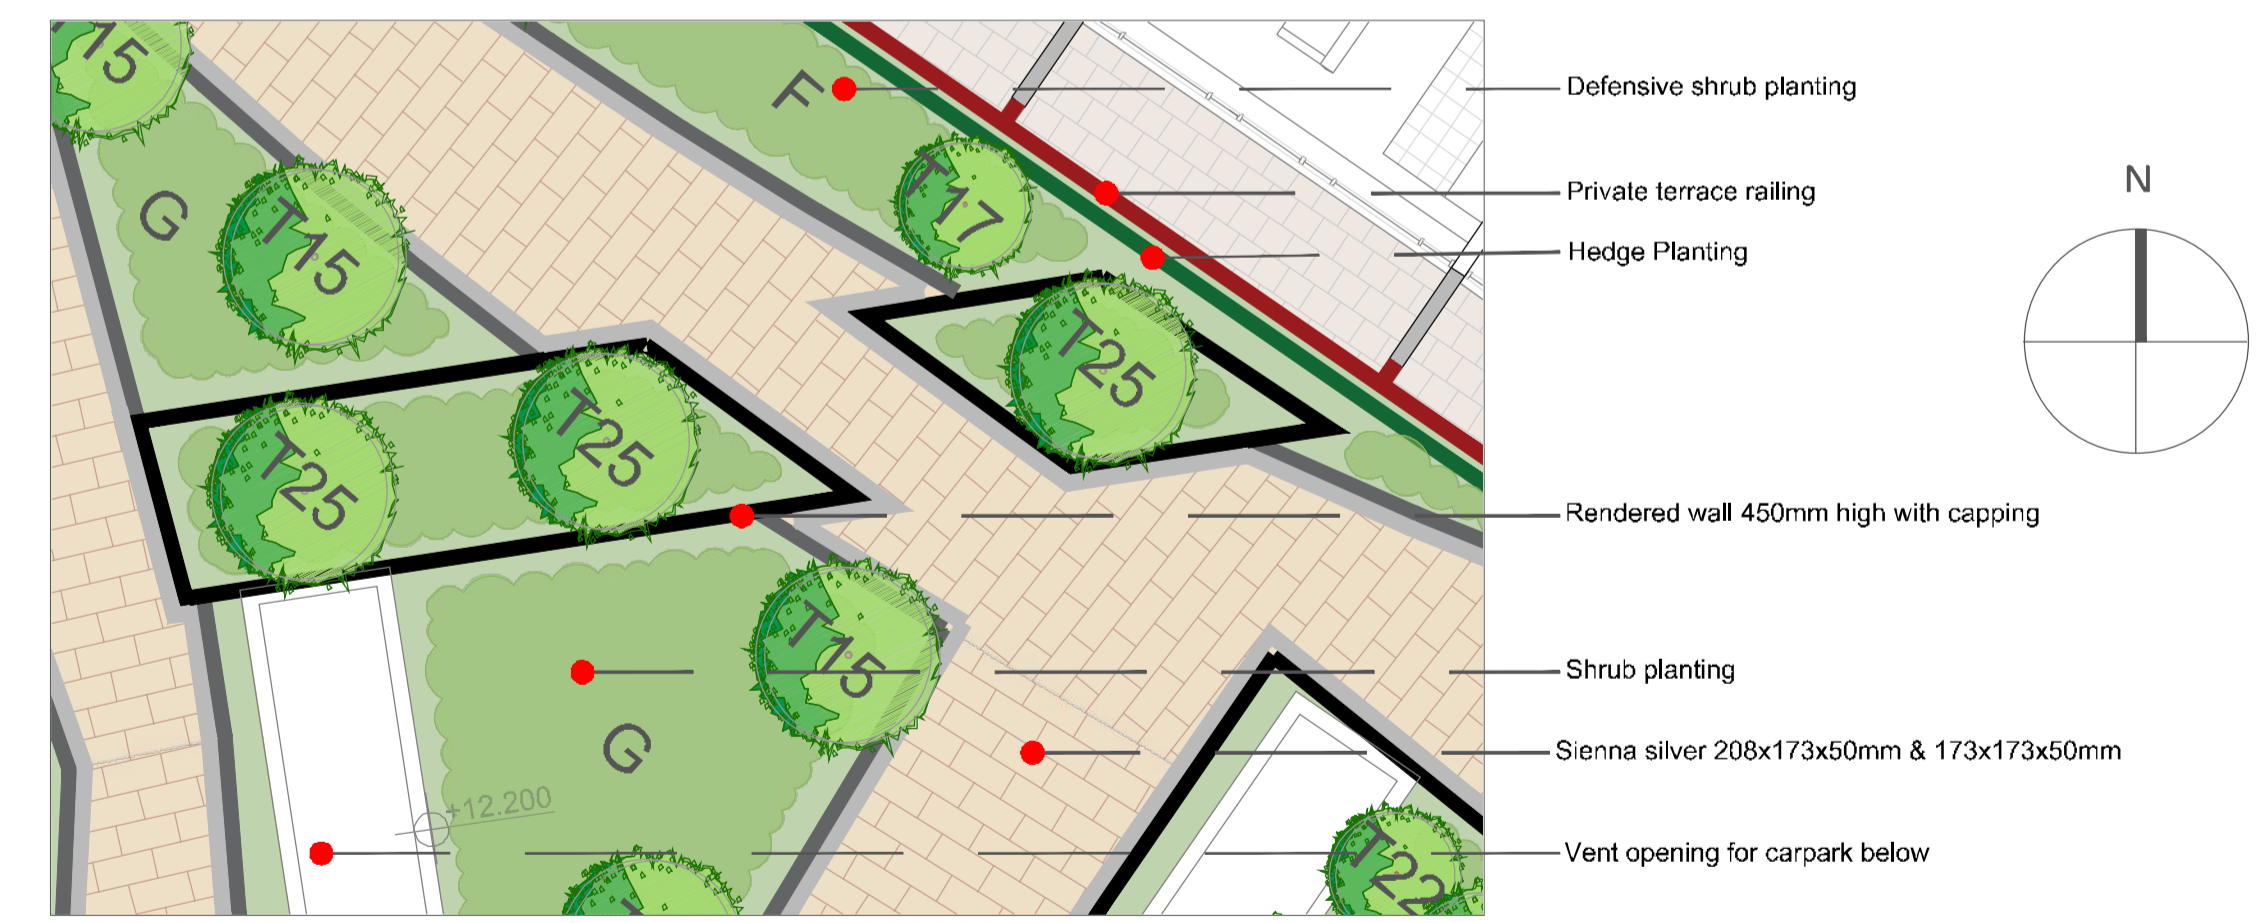 T15
Defensive shrub planting
F
T17
Private terrace railing
N
G
T15
Hedge Planting
T25
T25
T25
Rendered wall 450mm high with capping
T15
Shrub planting
G
Sienna silver 208x173x50mm & 173x173x50mm
+12.200
Vent opening for carpark below
T22